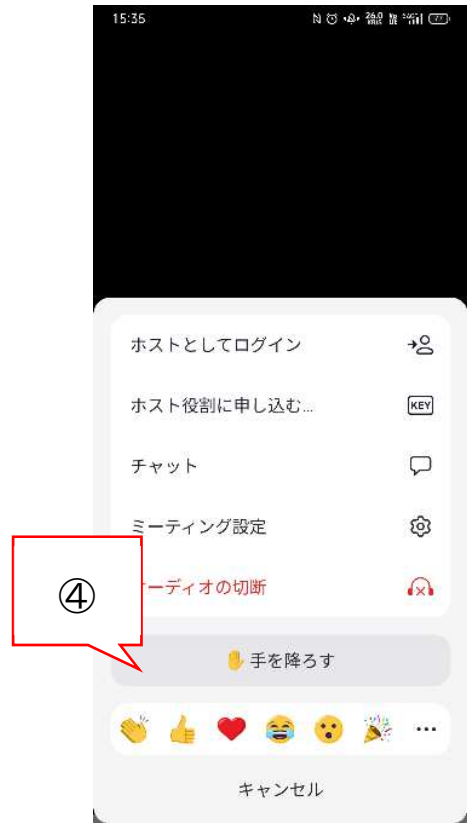 15:35
ホストとしてログイン
ホスト役割に申し込む...
KEY
チャット
ミーティング設定
ーディオの切断
④
手を降ろす
キャンセル